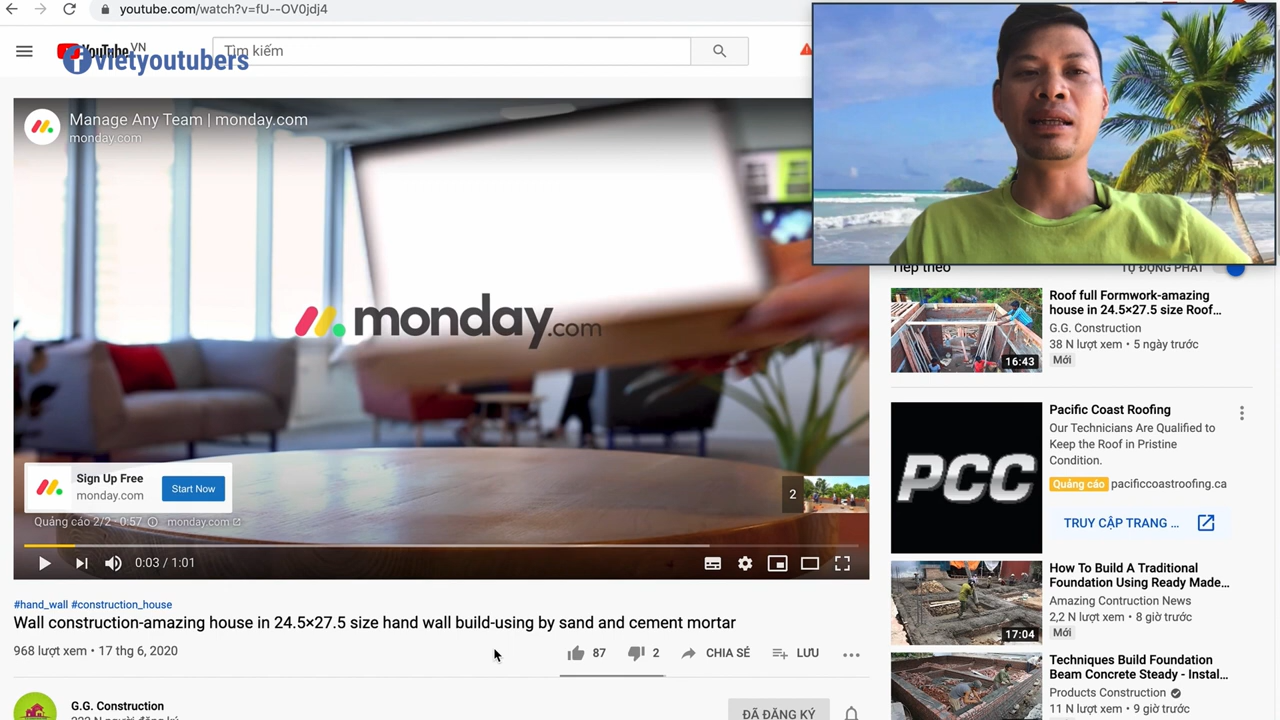 youtube.com/watch?v=fU--OV0jdj4
YouTube VN
vietyoutubers
Tìm kiếm
Manage Any Team | monday.com
monday.com
monday.com
Sign Up Free
monday.com
Start Now
2
Quảng cáo 2/2 · 0:57
monday.com
0:03 / 1:01
#hand_wall #construction_house
Wall construction-amazing house in 24.5×27.5 size hand wall build-using by sand and cement mortar
968 lượt xem • 17 thg 6, 2020
87
2
CHIA SẺ
LƯU
G.G. Construction
ĐÃ ĐĂNG KÝ
Tiếp theo
TỰ ĐỘNG PHÁT
16:43
Roof full Formwork-amazing
house in 24.5×27.5 size Roof…
G.G. Construction
38 N lượt xem • 5 ngày trước
Mới
PCC
Pacific Coast Roofing
Our Technicians Are Qualified to
Keep the Roof in Pristine
Condition.
Quảng cáo pacificcoastroofing.ca
TRUY CẬP TRANG …
17:04
How To Build A Traditional
Foundation Using Ready Made…
Amazing Contruction News
2,2 N lượt xem • 8 giờ trước
Mới
Techniques Build Foundation
Beam Concrete Steady - Instal…
Products Construction
11 N lượt xem • 9 giờ trước